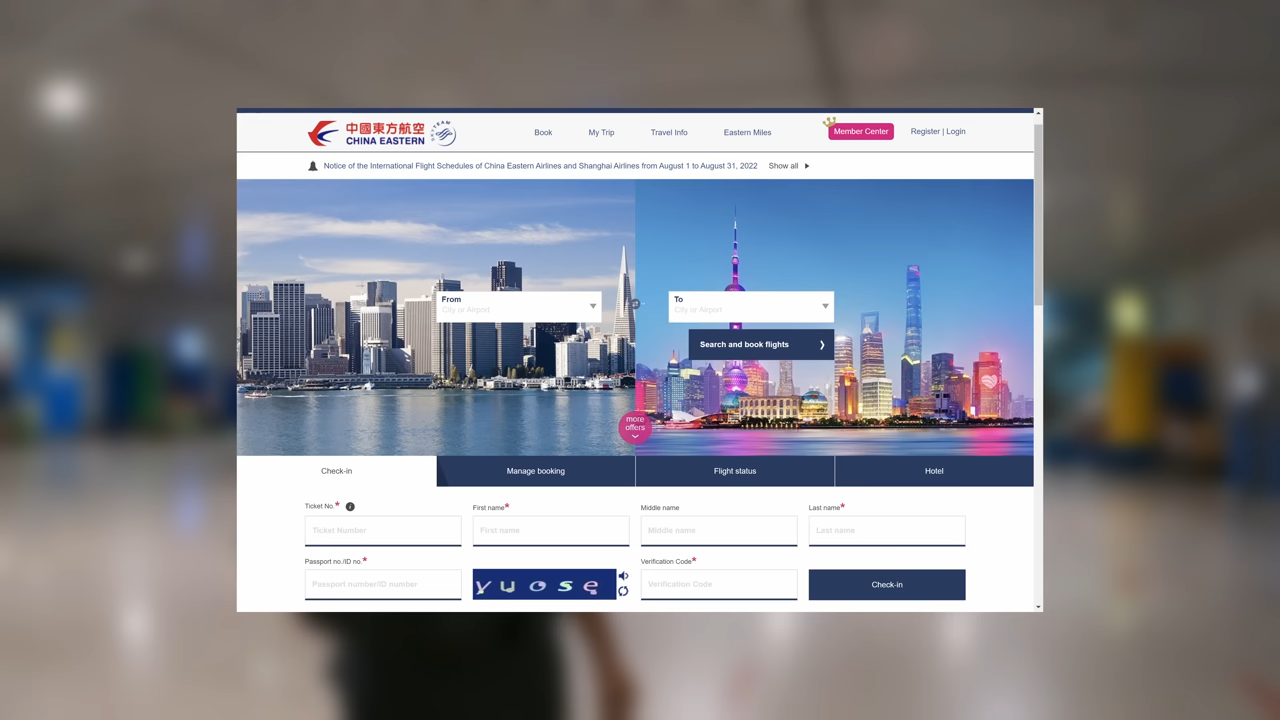 中國東方航空
CHINA EASTERN
SKYTEAM
Book
My Trip
Travel Info
Eastern Miles
Member Center
Register | Login
Notice of the International Flight Schedules of China Eastern Airlines and Shanghai Airlines from August 1 to August 31, 2022
Show all
From
City or Airport
To
City or Airport
Search and book flights
more
offers
Check-in
Manage booking
Flight status
Hotel
Ticket No.*
First name*
Middle name
Last name*
Ticket Number
First name
Middle name
Last name
Passport no./ID no.*
Verification Code*
Passport number/ID number
yuose
Verification Code
Check-in